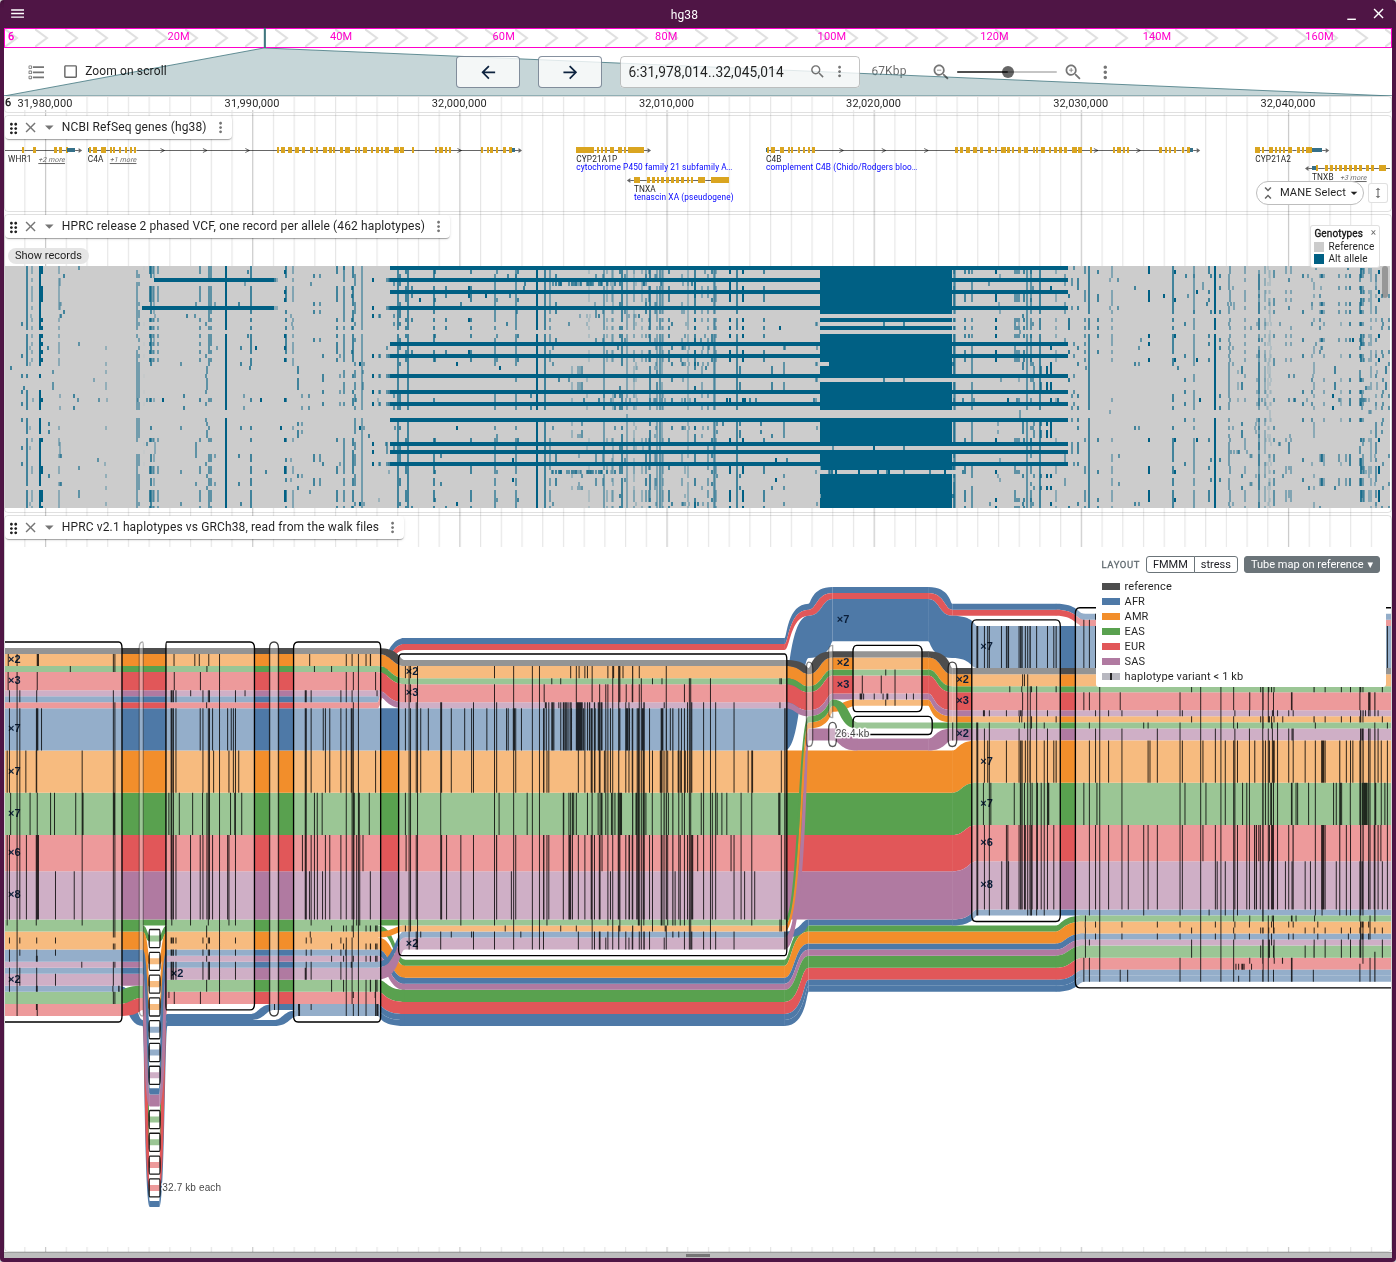 hg38
6 20M 40M 60M 80M 100M 120M 140M 160M
Zoom on scroll
6:31,978,014..32,045,014
67Kbp
6 31,980,000 31,990,000 32,000,000 32,010,000 32,020,000 32,030,000 32,040,000
NCBI RefSeq genes (hg38)
WHR1 +2 more C4A +1 more CYP21A1P C4B CYP21A2
cytochrome P450 family 21 subfamily A... complement C4B (Chido/Rodgers bloo...
TNXB +3 more
TNXA
tenascin XA (pseudogene)
MANE Select
HPRC release 2 phased VCF, one record per allele (462 haplotypes)
Show records
Genotypes ×
Reference
Alt allele
HPRC v2.1 haplotypes vs GRCh38, read from the walk files
LAYOUT FMMM stress Tube map on reference ▾
reference
AFR
AMR
EAS
EUR
SAS
haplotype variant < 1 kb
×7
×7
×2 ×2 ×2 ×2
×3 ×3 ×3 ×3
×7 26.4 kb ×2
×7 ×7
×7 ×7
×6 ×6
×8 ×8
×2
×2 ×2
32.7 kb each